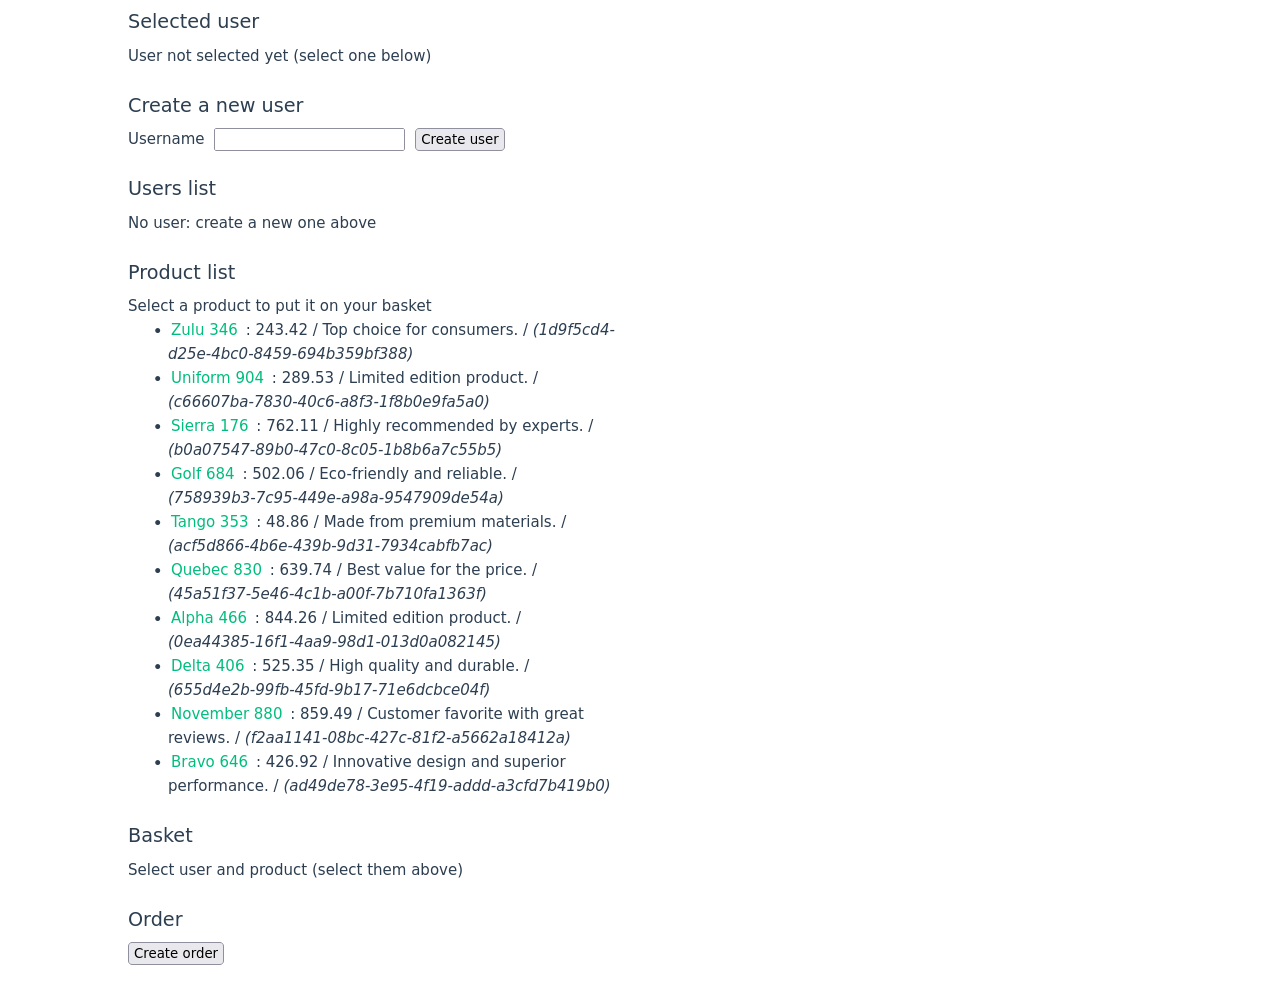 Selected user
User not selected yet (select one below)
Create a new user
Username Create user
Users list
No user: create a new one above
Product list
Select a product to put it on your basket
• Zulu 346 : 243.42 / Top choice for consumers. / (1d9f5cd4-
d25e-4bc0-8459-694b359bf388)
• Uniform 904 : 289.53 / Limited edition product. /
(c66607ba-7830-40c6-a8f3-1f8b0e9fa5a0)
• Sierra 176 : 762.11 / Highly recommended by experts. /
(b0a07547-89b0-47c0-8c05-1b8b6a7c55b5)
• Golf 684 : 502.06 / Eco-friendly and reliable. /
(758939b3-7c95-449e-a98a-9547909de54a)
• Tango 353 : 48.86 / Made from premium materials. /
(acf5d866-4b6e-439b-9d31-7934cabfb7ac)
• Quebec 830 : 639.74 / Best value for the price. /
(45a51f37-5e46-4c1b-a00f-7b710fa1363f)
• Alpha 466 : 844.26 / Limited edition product. /
(0ea44385-16f1-4aa9-98d1-013d0a082145)
• Delta 406 : 525.35 / High quality and durable. /
(655d4e2b-99fb-45fd-9b17-71e6dcbce04f)
• November 880 : 859.49 / Customer favorite with great
reviews. / (f2aa1141-08bc-427c-81f2-a5662a18412a)
• Bravo 646 : 426.92 / Innovative design and superior
performance. / (ad49de78-3e95-4f19-addd-a3cfd7b419b0)
Basket
Select user and product (select them above)
Order
Create order